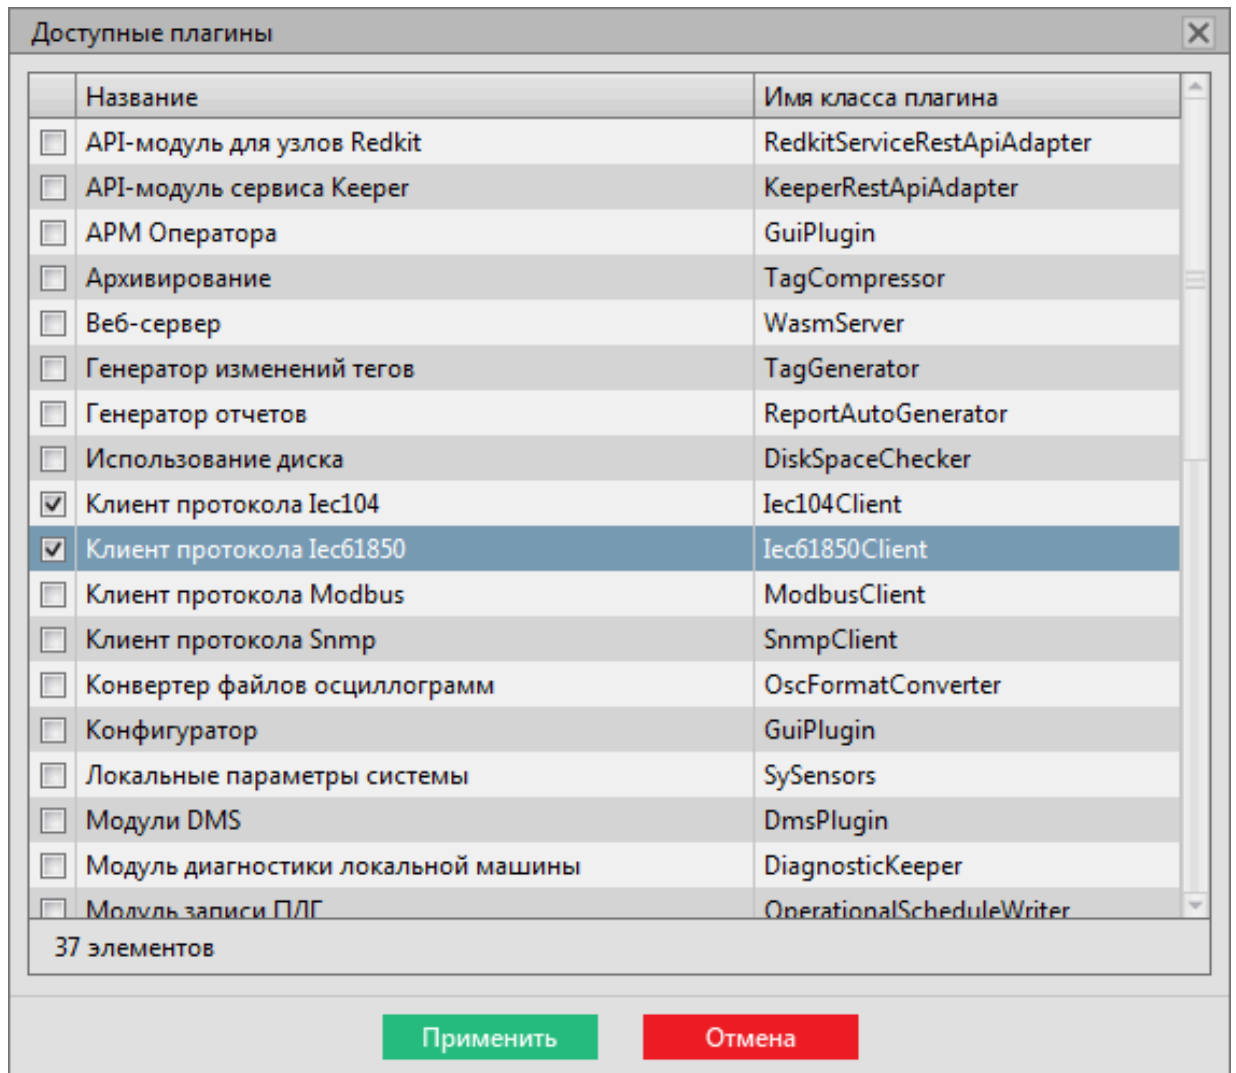 Доступные плагины
Название Имя класса плагина
API-модуль для узлов Redkit RedkitServiceRestApiAdapter
API-модуль сервиса Keeper KeeperRestApiAdapter
АРМ Оператора GuiPlugin
Архивирование TagCompressor
Веб-сервер WasmServer
Генератор изменений тегов TagGenerator
Генератор отчетов ReportAutoGenerator
Использование диска DiskSpaceChecker
Клиент протокола Iec104 Iec104Client
Клиент протокола Iec61850 Iec61850Client
Клиент протокола Modbus ModbusClient
Клиент протокола Snmp SnmpClient
Конвертер файлов осциллограмм OscFormatConverter
Конфигуратор GuiPlugin
Локальные параметры системы SySensors
Модули DMS DmsPlugin
Модуль диагностики локальной машины DiagnosticKeeper
Модуль записи ПДГ OperationalScheduleWriter
37 элементов
Применить Отмена